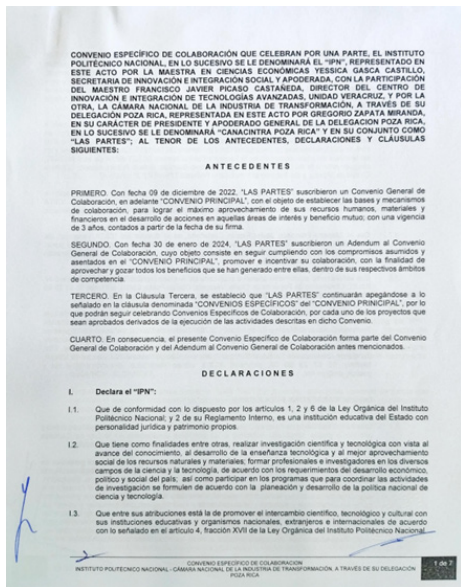 CONVENIO ESPECÍFICO DE COLABORACIÓN QUE CELEBRAN POR UNA PARTE, EL INSTITUTO
POLITÉCNICO NACIONAL, EN LO SUCESIVO SE LE DENOMINARÁ EL "IPN", REPRESENTADO EN
ESTE ACTO POR LA MAESTRA EN CIENCIAS ECONÓMICAS YESSICA GASCA CASTILLO,
SECRETARIA DE INNOVACIÓN E INTEGRACIÓN SOCIAL Y APODERADA, CON LA PARTICIPACIÓN
DEL MAESTRO FRANCISCO JAVIER PICASO CASTAÑEDA, DIRECTOR DEL CENTRO DE
INNOVACIÓN E INTEGRACIÓN DE TECNOLOGÍAS AVANZADAS, UNIDAD VERACRUZ, Y POR LA
OTRA, LA CÁMARA NACIONAL DE LA INDUSTRIA DE TRANSFORMACIÓN, A TRAVÉS DE SU
DELEGACIÓN POZA RICA, REPRESENTADA EN ESTE ACTO POR GREGORIO ZAPATA MIRANDA,
EN SU CARÁCTER DE PRESIDENTE Y APODERADO GENERAL DE LA DELEGACION POZA RICA,
EN LO SUCESIVO SE LE DENOMINARÁ "CANACINTRA POZA RICA" Y EN SU CONJUNTO COMO
"LAS PARTES"; AL TENOR DE LOS ANTECEDENTES, DECLARACIONES Y CLÁUSULAS
SIGUIENTES:
ANTECEDENTES
PRIMERO. Con fecha 09 de diciembre de 2022, "LAS PARTES" suscribieron un Convenio General de
Colaboración, en adelante "CONVENIO PRINCIPAL", con el objeto de establecer las bases y mecanismos
de colaboración, para lograr el máximo aprovechamiento de sus recursos humanos, materiales y
financieros en el desarrollo de acciones en aquellas áreas de interés y beneficio mutuo; con una vigencia
de 3 años, contados a partir de la fecha de su firma.
SEGUNDO. Con fecha 30 de enero de 2024, "LAS PARTES" suscribieron un Adendum al Convenio
General de Colaboración, cuyo objeto consiste en seguir cumpliendo con los compromisos asumidos y
asentados en el "CONVENIO PRINICIPAL", promover e incentivar su colaboración, con la finalidad de
aprovechar y gozar todos los beneficios que se han generado entre ellas, dentro de sus respectivos ámbitos
de competencia.
TERCERO. En la Cláusula Tercera, se estableció que "LAS PARTES" continuarán apegándose a lo
señalado en la cláusula denominada "CONVENIOS ESPECÍFICOS" del "CONVENIO PRINICIPAL", por lo
que podrán seguir celebrando Convenios Específicos de Colaboración, por cada uno de los proyectos que
sean aprobados derivados de la ejecución de las actividades descritas en dicho Convenio.
CUARTO. En consecuencia, el presente Convenio Específico de Colaboración forma parte del Convenio
General de Colaboración y del Adendum al Convenio General de Colaboración antes mencionados.
DECLARACIONES
I. Declara el "IPN":
I.1. Que de conformidad con lo dispuesto por los artículos 1, 2 y 6 de la Ley Orgánica del Instituto
Politécnico Nacional; y 2 de su Reglamento Interno, es una institución educativa del Estado con
personalidad jurídica y patrimonio propios.
I.2. Que tiene como finalidades entre otras, realizar investigación científica y tecnológica con vista al
avance del conocimiento, al desarrollo de la enseñanza tecnológica y al mejor aprovechamiento
social de los recursos naturales y materiales; formar profesionales e investigadores en los diversos
campos de la ciencia y la tecnología, de acuerdo con los requerimientos del desarrollo económico,
político y social del país; así como participar en los programas que para coordinar las actividades
de investigación se formulen de acuerdo con la planeación y desarrollo de la política nacional de
ciencia y tecnología.
I.3. Que entre sus atribuciones está la de promover el intercambio científico, tecnológico y cultural con
sus instituciones educativas y organismos nacionales, extranjeros e internacionales de acuerdo
con lo señalado en el artículo 4, fracción XVII de la Ley Orgánica del Instituto Politécnico Nacional
CONVENIO ESPECÍFICO DE COLABORACIÓN
INSTITUTO POLITÉCNICO NACIONAL - CÁMARA NACIONAL DE LA INDUSTRIA DE TRANSFORMACIÓN, A TRAVÉS DE SU DELEGACIÓN
POZA RICA
1 de 7